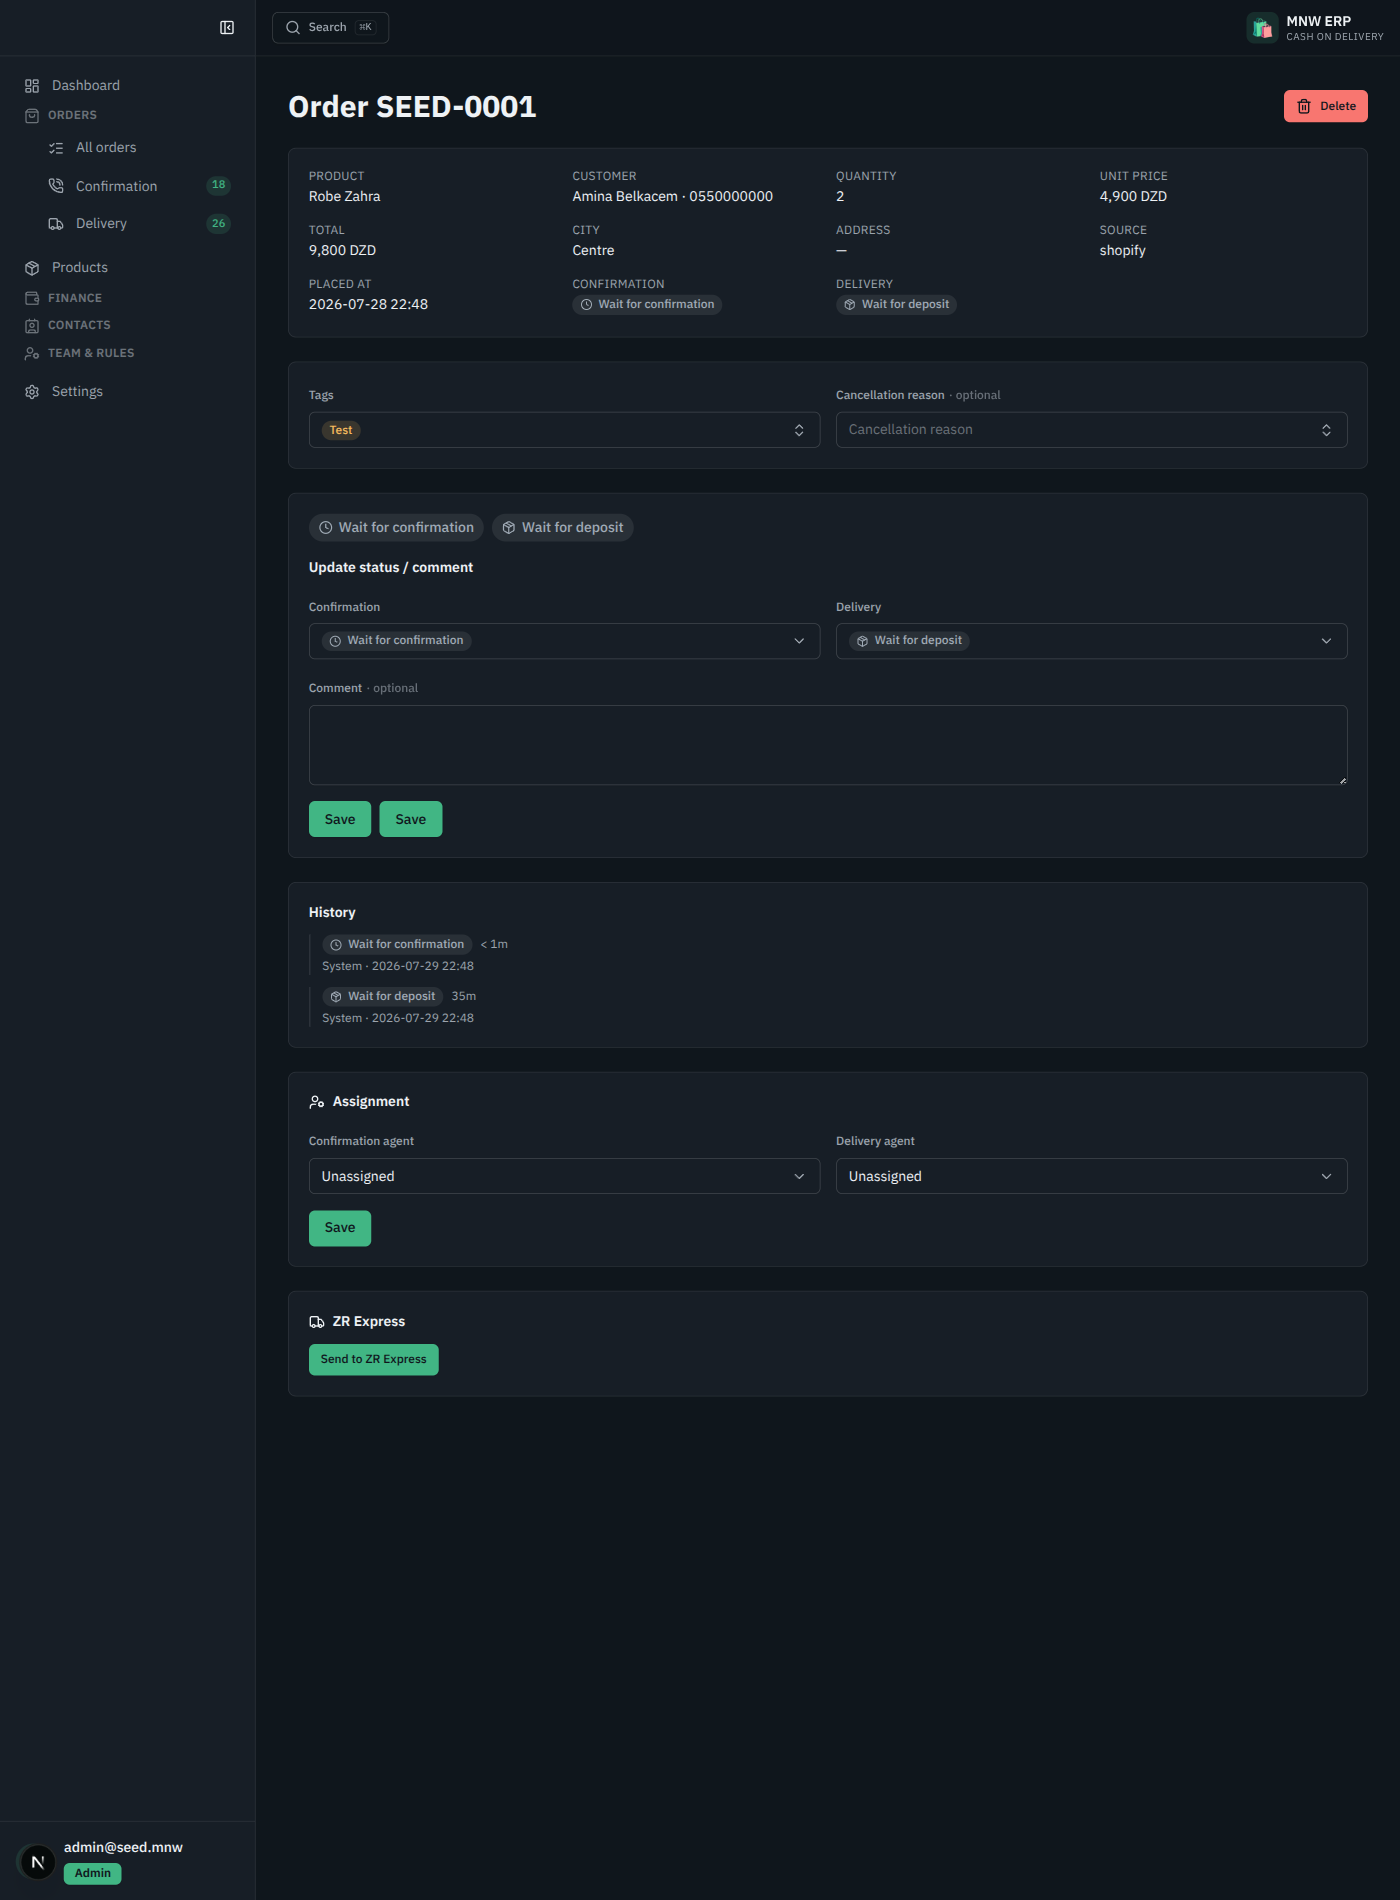 Search ⌘K
MNW ERP
CASH ON DELIVERY
Dashboard
ORDERS
All orders
Confirmation 18
Delivery 26
Products
FINANCE
CONTACTS
TEAM & RULES
Settings
admin@seed.mnw
Admin
Order SEED-0001
Delete
PRODUCT CUSTOMER QUANTITY UNIT PRICE
Robe Zahra Amina Belkacem · 0550000000 2 4,900 DZD
TOTAL CITY ADDRESS SOURCE
9,800 DZD Centre — shopify
PLACED AT CONFIRMATION DELIVERY
2026-07-28 22:48 Wait for confirmation Wait for deposit
Tags Cancellation reason · optional
Test Cancellation reason
Wait for confirmation Wait for deposit
Update status / comment
Confirmation Delivery
Wait for confirmation Wait for deposit
Comment · optional
Save Save
History
Wait for confirmation < 1m
System · 2026-07-29 22:48
Wait for deposit 35m
System · 2026-07-29 22:48
Assignment
Confirmation agent Delivery agent
Unassigned Unassigned
Save
ZR Express
Send to ZR Express